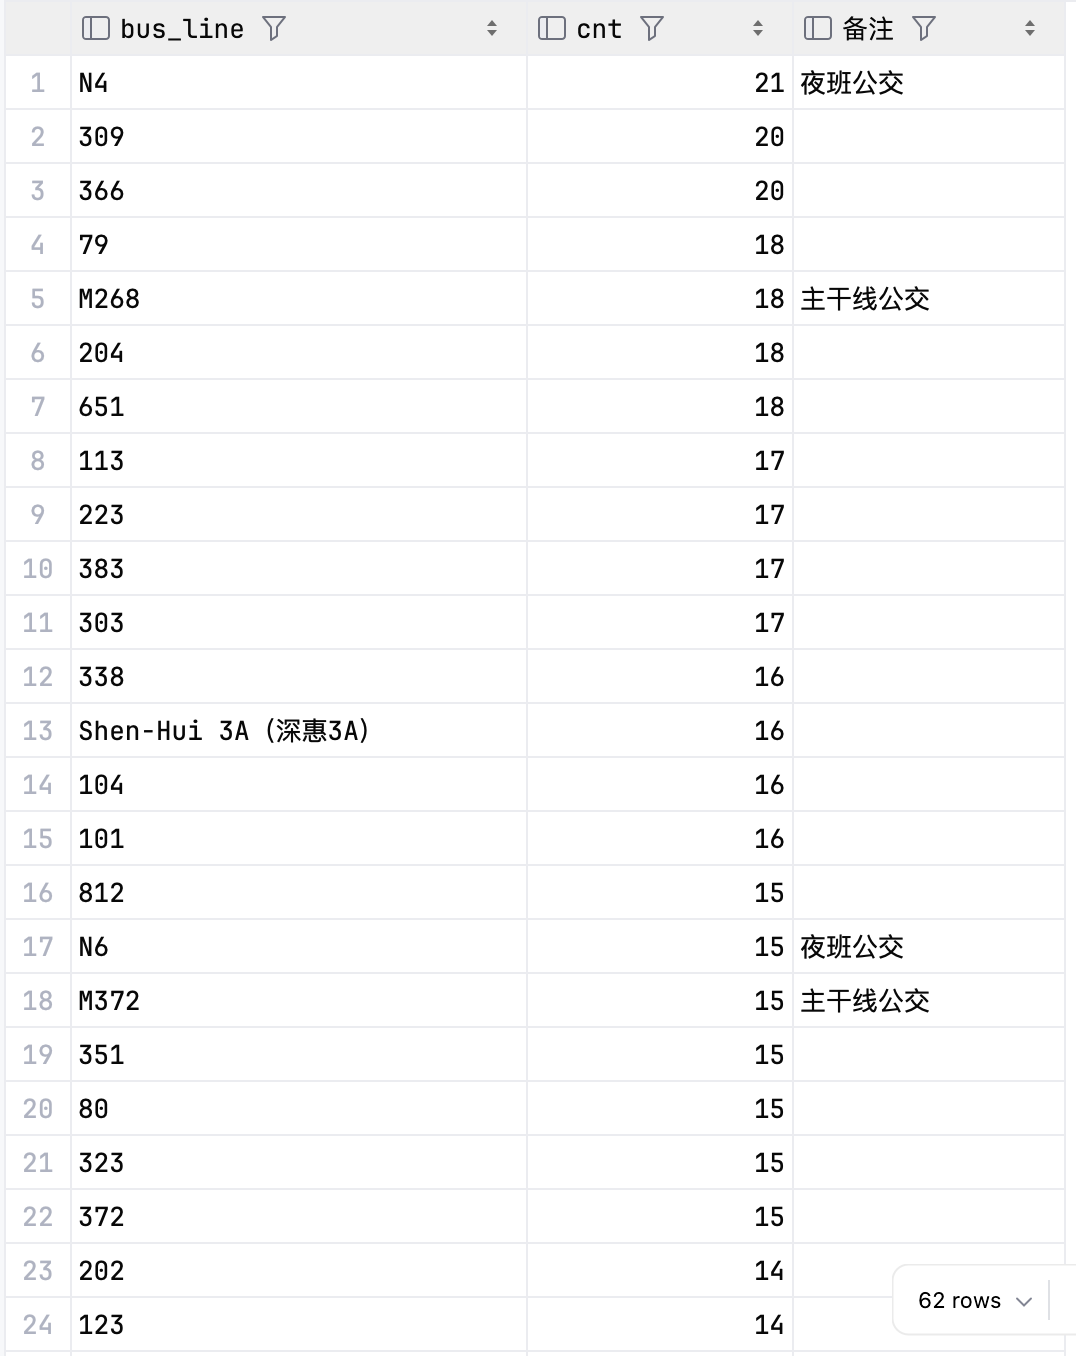 bus_line cnt 备注
1 N4 21 夜班公交
2 309 20
3 366 20
4 79 18
5 M268 18 主干线公交
6 204 18
7 651 18
8 113 17
9 223 17
10 383 17
11 303 17
12 338 16
13 Shen-Hui 3A（深惠3A） 16
14 104 16
15 101 16
16 812 15
17 N6 15 夜班公交
18 M372 15 主干线公交
19 351 15
20 80 15
21 323 15
22 372 15
23 202 14
62 rows
24 123 14